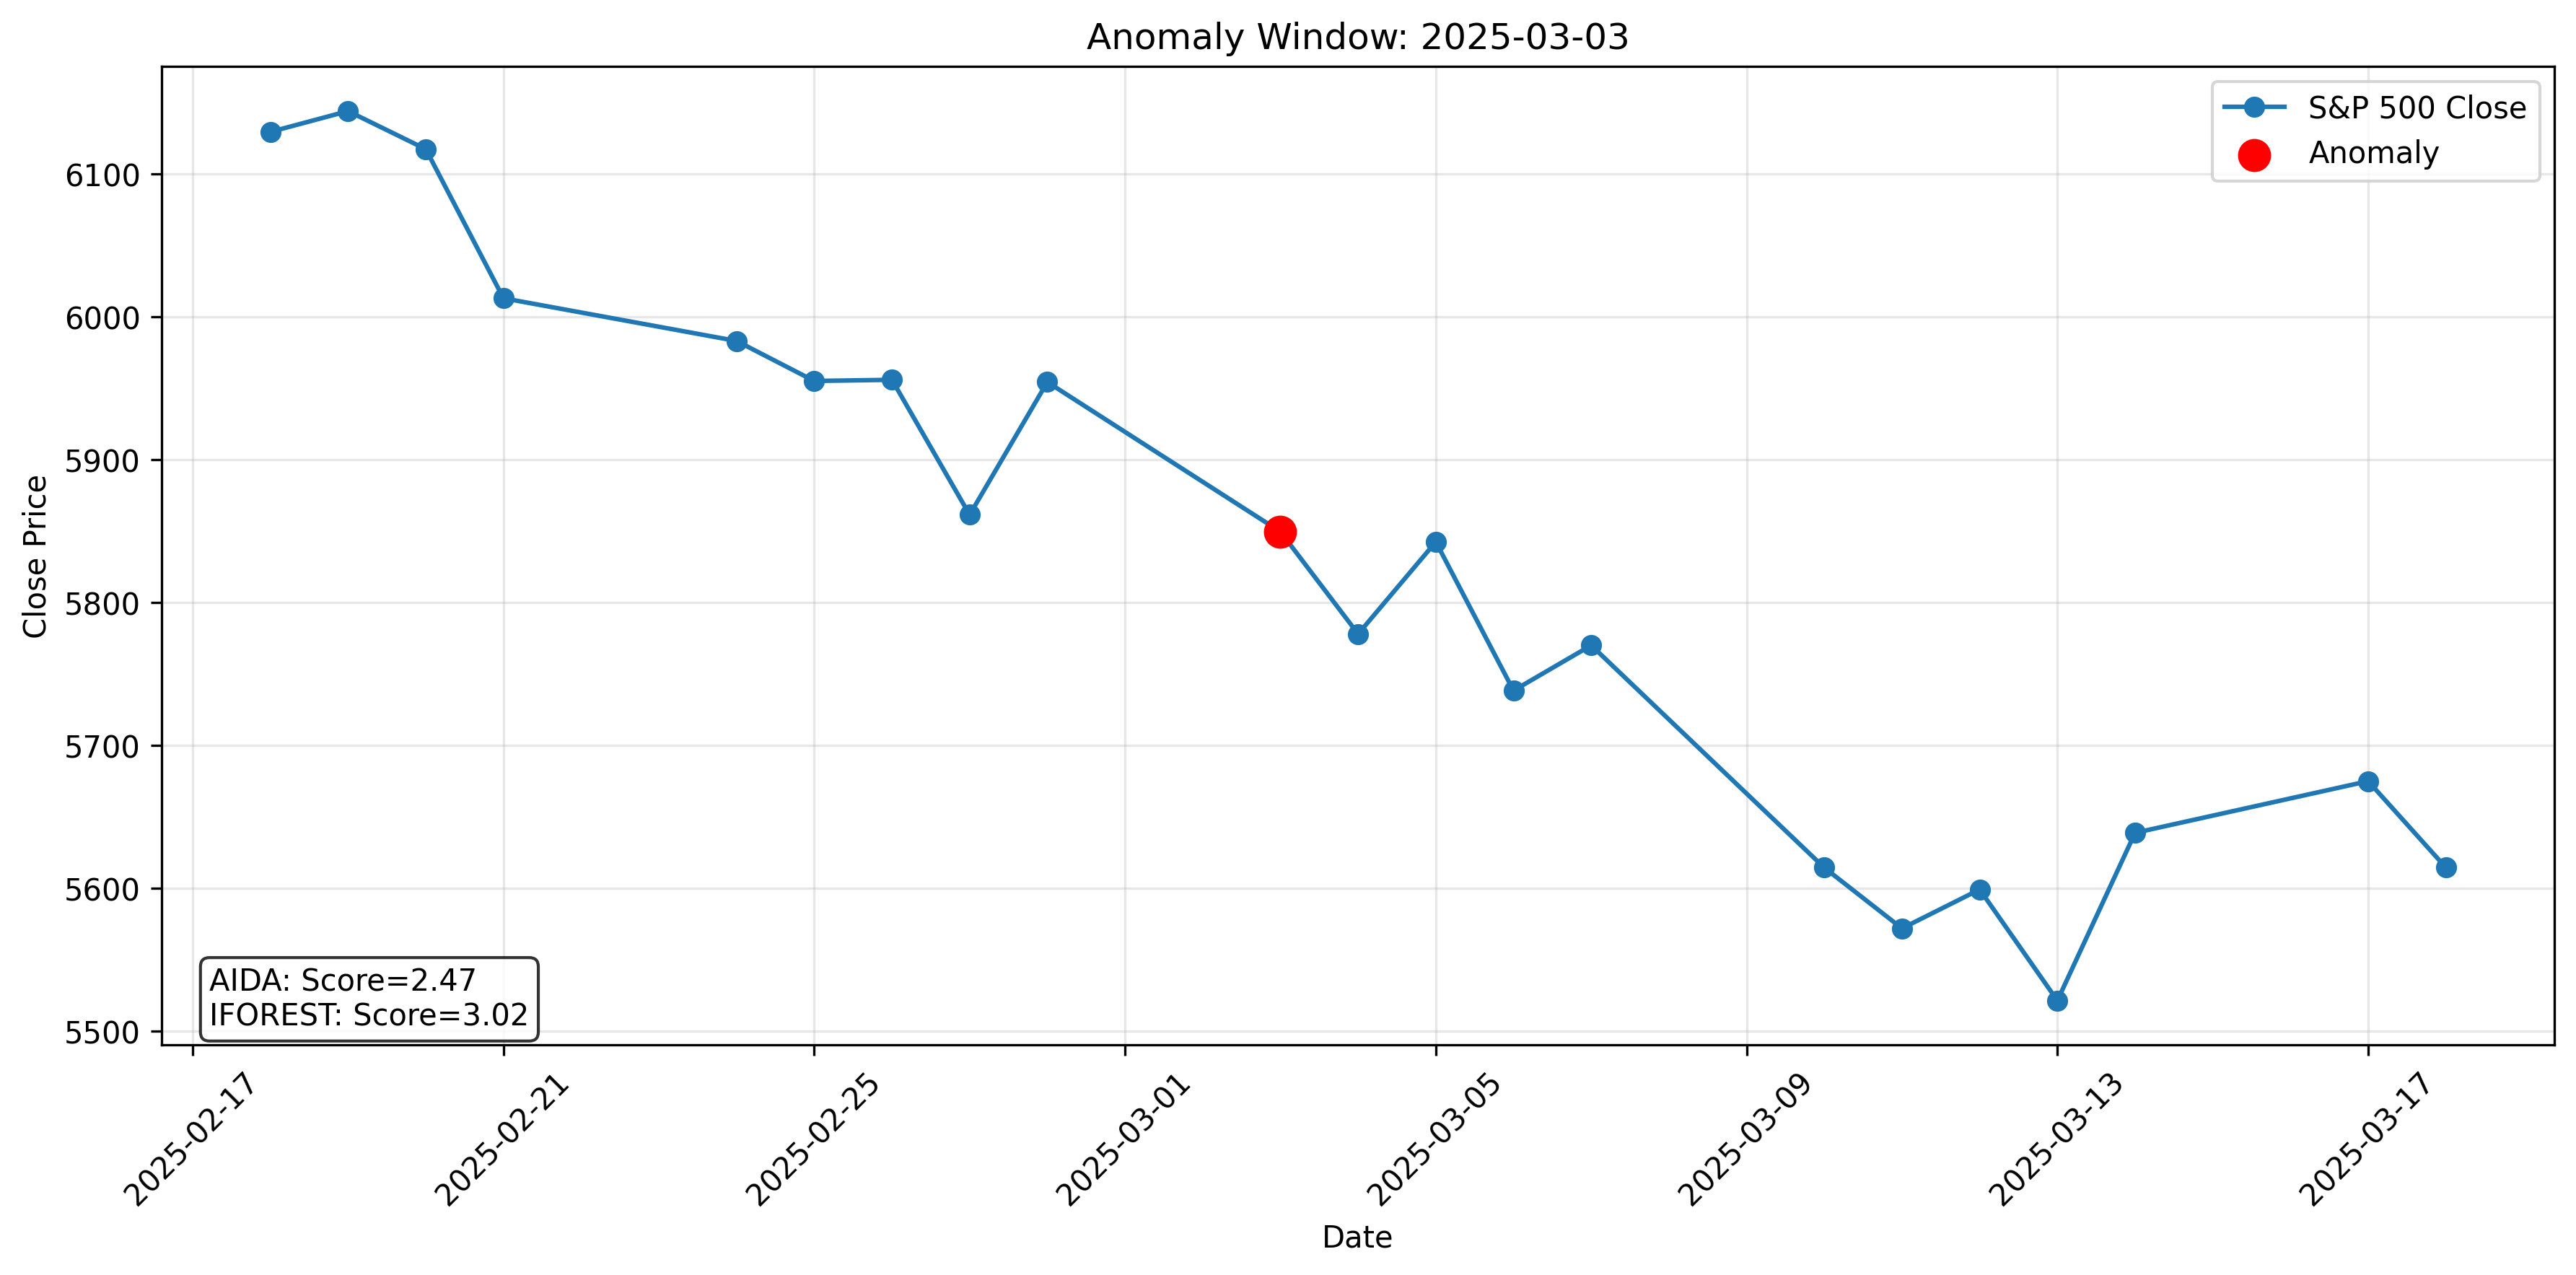 Anomaly Window: 2025-03-03
S&P 500 Close
Anomaly
Close Price
6100
6000
5900
5800
5700
5600
5500
AIDA: Score=2.47
IFOREST: Score=3.02
2025-02-17
2025-02-21
2025-02-25
2025-03-01
2025-03-05
2025-03-09
2025-03-13
2025-03-17
Date